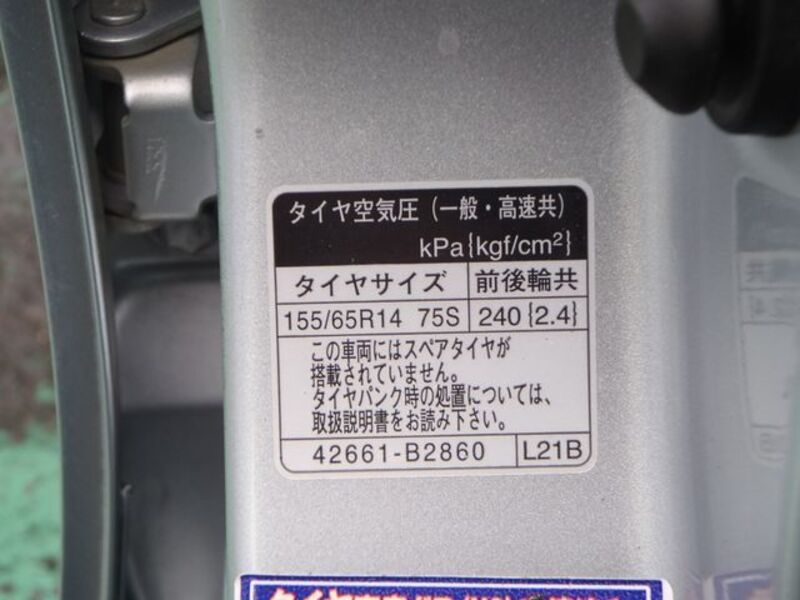 タイヤ空気圧（一般・高速共）
kPa{kgf/cm²}
タイヤサイズ 前後輪共
155/65R14 75S 240{2.4}
この車両にはスペアタイヤが
搭載されていません。
タイヤパンク時の処置については、
取扱説明書をお読み下さい。
42661-B2860 L21B